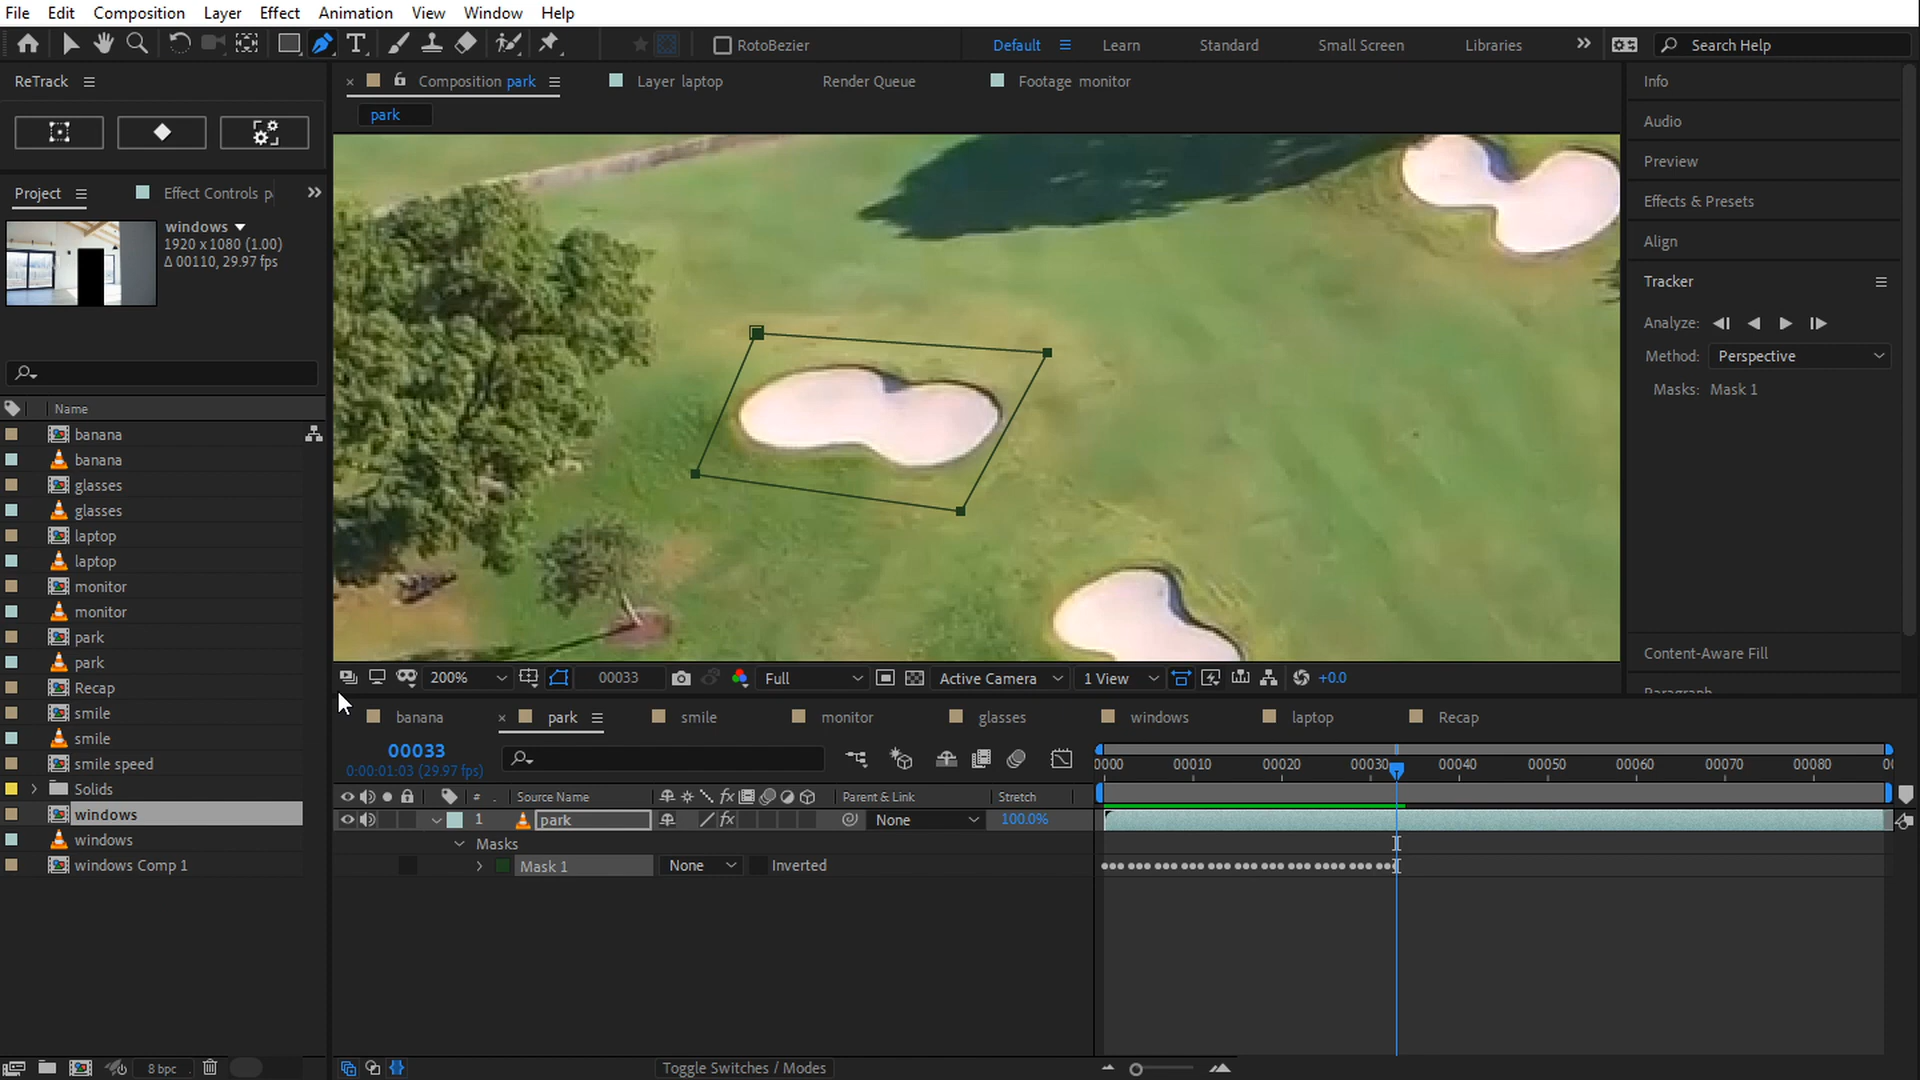 File Edit Composition Layer Effect Animation View Window Help
RotoBezier Default Learn Standard Small Screen Libraries Search Help
ReTrack
Composition park Layer laptop Render Queue Footage monitor
park
Project Effect Controls p
windows
1920 x 1080 (1.00)
Δ 00110, 29.97 fps
Name
banana
banana
glasses
glasses
laptop
laptop
monitor
monitor
park
park
Recap
smile
smile
smile speed
Solids
windows
windows
windows Comp 1
8 bpc
Info
Audio
Preview
Effects & Presets
Align
Tracker
Analyze:
Method: Perspective
Masks: Mask 1
Content-Aware Fill
Paragraph
200% 00033 Full Active Camera 1 View +0.0
banana park smile monitor glasses windows laptop Recap
00033
0:00:01:03 (29.97 fps)
0000 00010 00020 00030 00040 00050 00060 00070 00080 00
# . Source Name fx Parent & Link Stretch
1 park fx None 100.0%
Masks
Mask 1 None Inverted
Toggle Switches / Modes